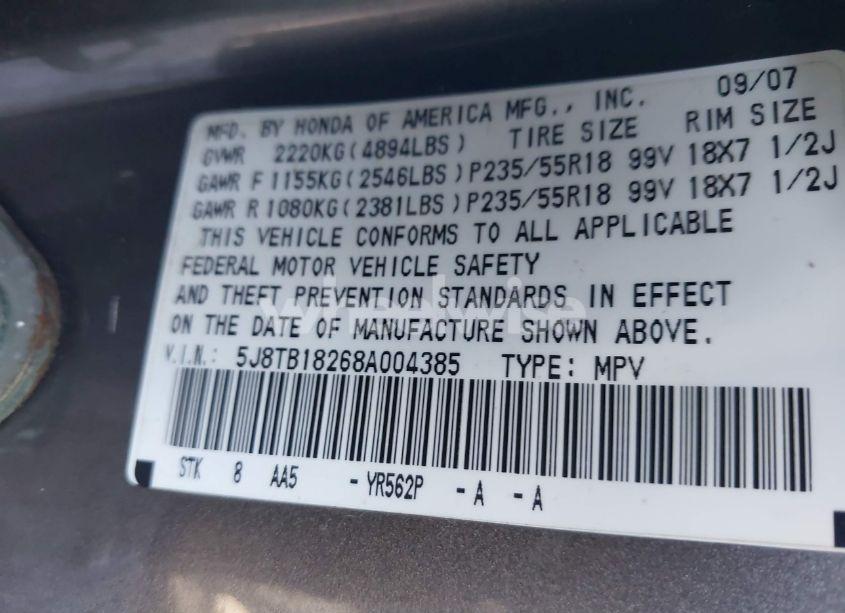 09/07
MFD. BY HONDA OF AMERICA MFG., INC.
GVWR 2220KG(4894LBS) TIRE SIZE RIM SIZE
GAWR F 1155KG(2546LBS)P235/55R18 99V 18X7 1/2J
GAWR R 1080KG(2381LBS)P235/55R18 99V 18X7 1/2J
THIS VEHICLE CONFORMS TO ALL APPLICABLE
FEDERAL MOTOR VEHICLE SAFETY
AND THEFT PREVENTION STANDARDS IN EFFECT
ON THE DATE OF MANUFACTURE SHOWN ABOVE.
V.I.N.: 5J8TB18268A004385 TYPE: MPV
STK 8 AA5 -YR562P -A -A
wheelwise